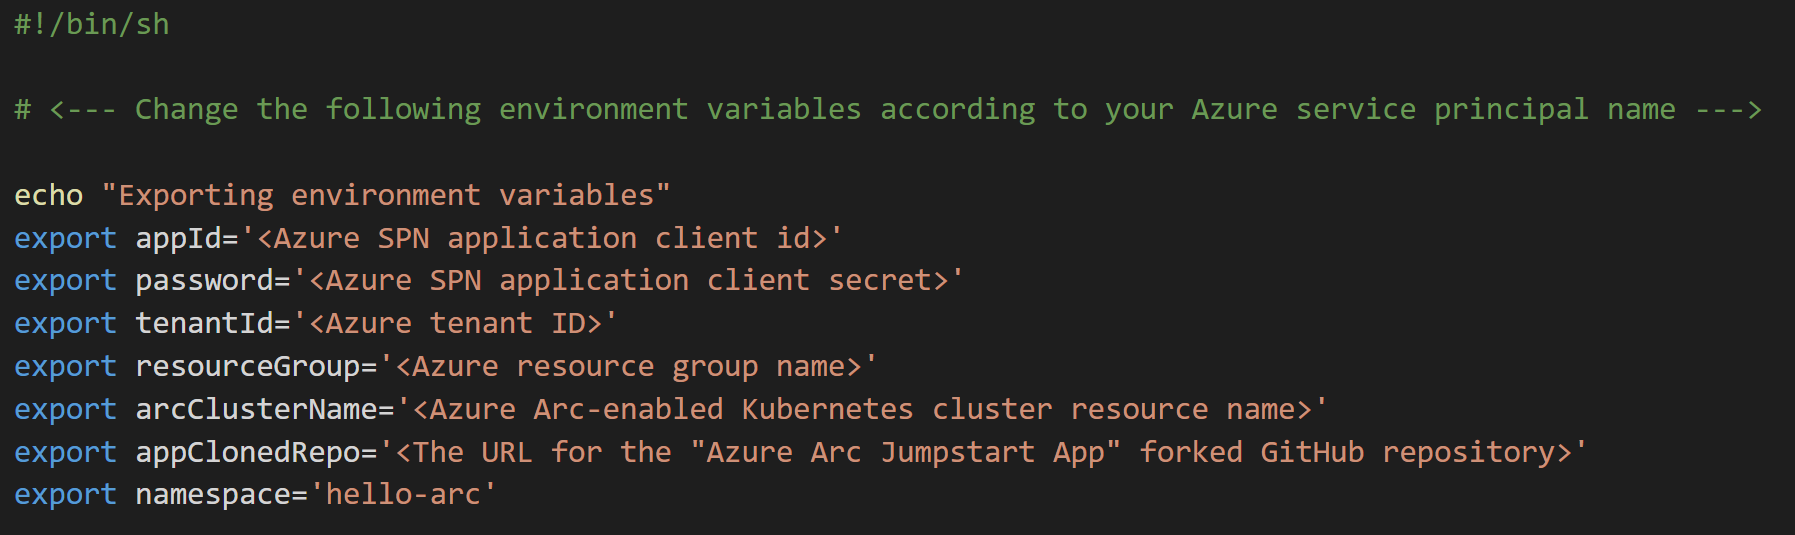 #!/bin/sh
# <--- Change the following environment variables according to your Azure service principal name --->
echo "Exporting environment variables"
export appId='<Azure SPN application client id>'
export password='<Azure SPN application client secret>'
export tenantId='<Azure tenant ID>'
export resourceGroup='<Azure resource group name>'
export arcClusterName='<Azure Arc-enabled Kubernetes cluster resource name>'
export appClonedRepo='<The URL for the "Azure Arc Jumpstart App" forked GitHub repository>'
export namespace='hello-arc'